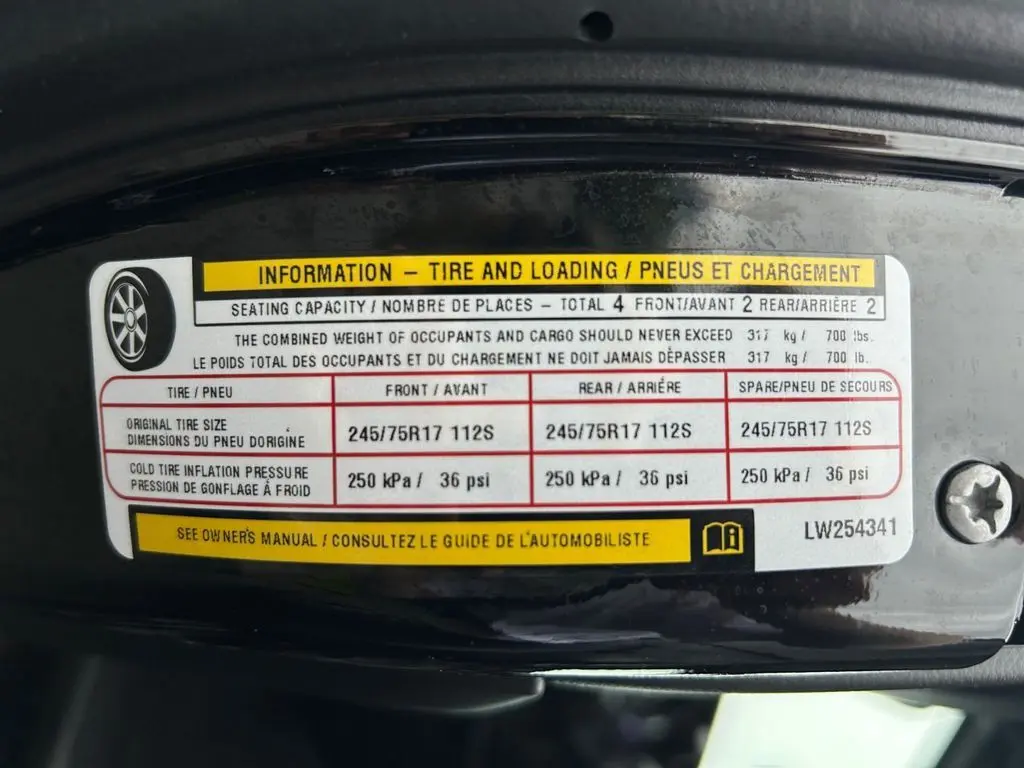 INFORMATION – TIRE AND LOADING / PNEUS ET CHARGEMENT
SEATING CAPACITY / NOMBRE DE PLACES – TOTAL 4 FRONT/AVANT 2 REAR/ARRIÈRE 2
THE COMBINED WEIGHT OF OCCUPANTS AND CARGO SHOULD NEVER EXCEED 317 kg / 700 lbs.
LE POIDS TOTAL DES OCCUPANTS ET DU CHARGEMENT NE DOIT JAMAIS DÉPASSER 317 kg / 700 lb.
TIRE / PNEU FRONT / AVANT REAR / ARRIÉRE SPARE/PNEU DE SECOURS
ORIGINAL TIRE SIZE
DIMENSIONS DU PNEU DORIGINE 245/75R17 112S 245/75R17 112S 245/75R17 112S
COLD TIRE INFLATION PRESSURE
PRESSION DE GONFLAGE À FROID 250 kPa / 36 psi 250 kPa / 36 psi 250 kPa / 36 psi
SEE OWNER'S MANUAL / CONSULTEZ LE GUIDE DE L'AUTOMOBILISTE
LW254341